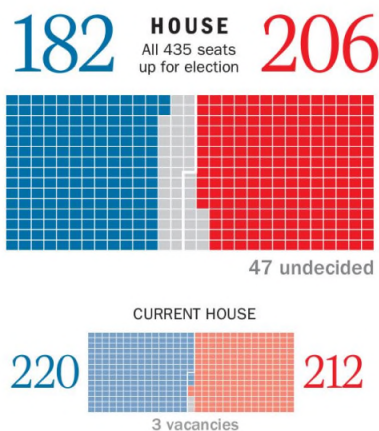 182
HOUSE
All 435 seats
up for election
206
47 undecided
CURRENT HOUSE
220
212
3 vacancies